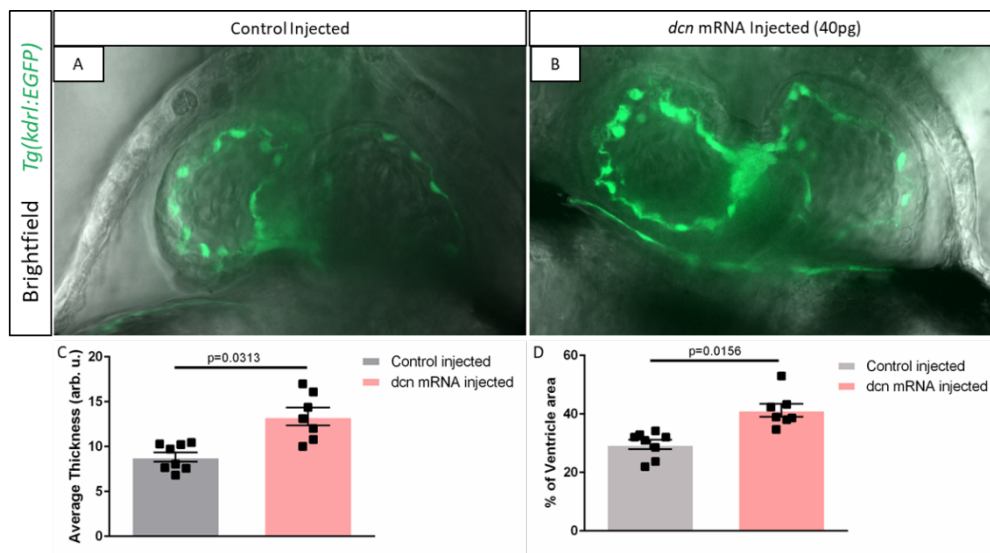 Control Injected
dcn mRNA Injected (40pg)
Brightfield Tg(kdrl:EGFP)
A
B
C
Average Thickness (arb. u.)
20
15
10
5
0
p=0.0313
Control injected
dcn mRNA injected
D
% of Ventricle area
60
40
20
0
p=0.0156
Control injected
dcn mRNA injected